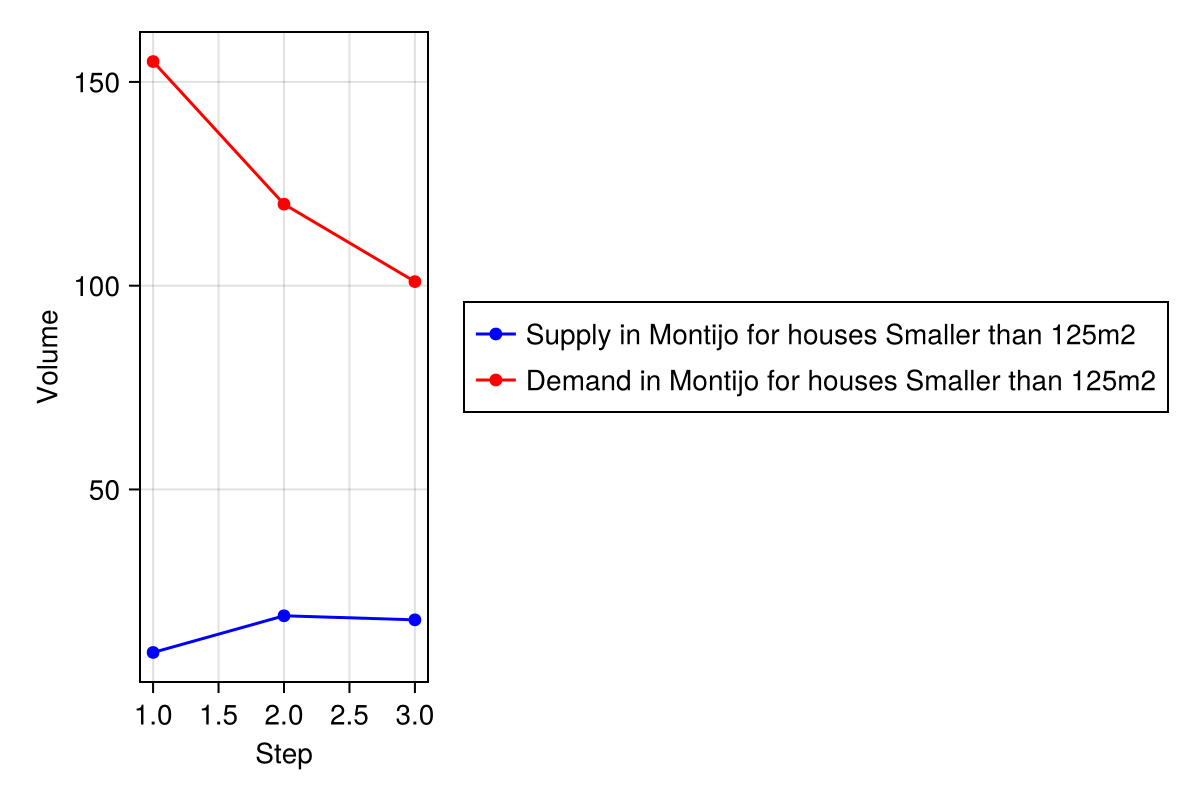 150
100
50
Volume
1.0 1.5 2.0 2.5 3.0
Step
Supply in Montijo for houses Smaller than 125m2
Demand in Montijo for houses Smaller than 125m2